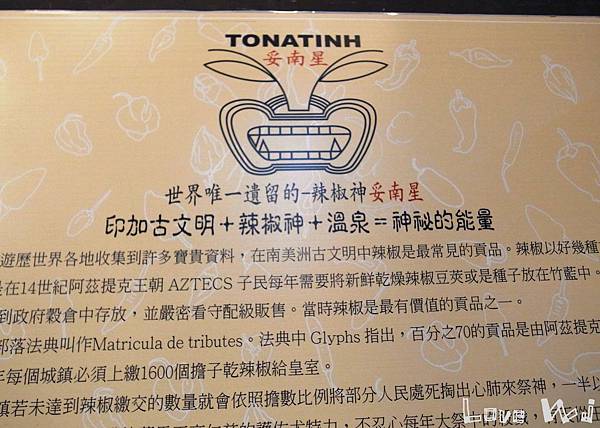 TONATINH
妥南星
世界唯一遺留的-辣椒神妥南星
印加古文明+辣椒神+溫泉=神祕的能量
遊歷世界各地收集到許多寶貴資料,在南美洲古文明中辣椒是最常見的貢品。辣椒以好幾種
是在14世紀阿茲提克王朝 AZTECS 子民每年需要將新鮮乾燥辣椒豆莢或是種子放在竹藍中。
到政府穀倉中存放,並嚴密看守配級販售。當時辣椒是最有價值的貢品之一。
部落法典叫作Matricula de tributes。法典中 Glyphs 指出,百分之70的貢品是由阿茲提克
年每個城鎮必須上繳1600個擔子乾辣椒給皇室。
鎮若未達到辣椒繳交的數量就會依照擔數比例將部分人民處死掏出心肺來祭神,一半以
不忍心每年大祭
Love Wei